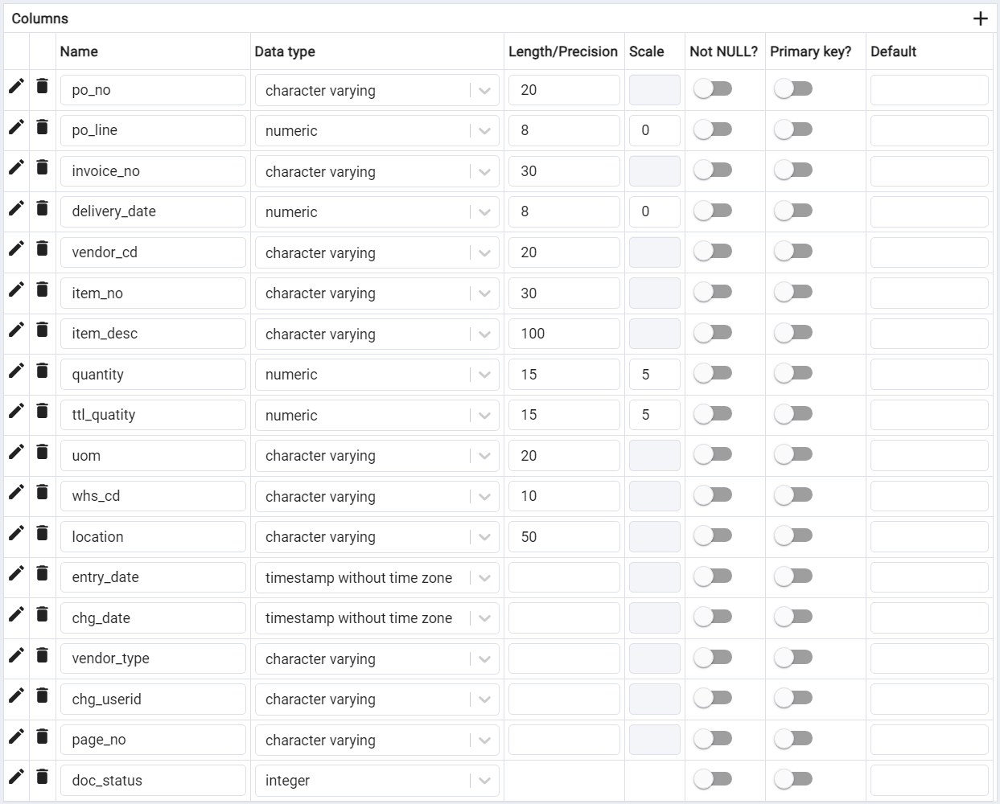 Columns
Name Data type Length/Precision Scale Not NULL? Primary key? Default
po_no character varying 20
po_line numeric 8 0
invoice_no character varying 30
delivery_date numeric 8 0
vendor_cd character varying 20
item_no character varying 30
item_desc character varying 100
quantity numeric 15 5
ttl_quatity numeric 15 5
uom character varying 20
whs_cd character varying 10
location character varying 50
entry_date timestamp without time zone
chg_date timestamp without time zone
vendor_type character varying
chg_userid character varying
page_no character varying
doc_status integer